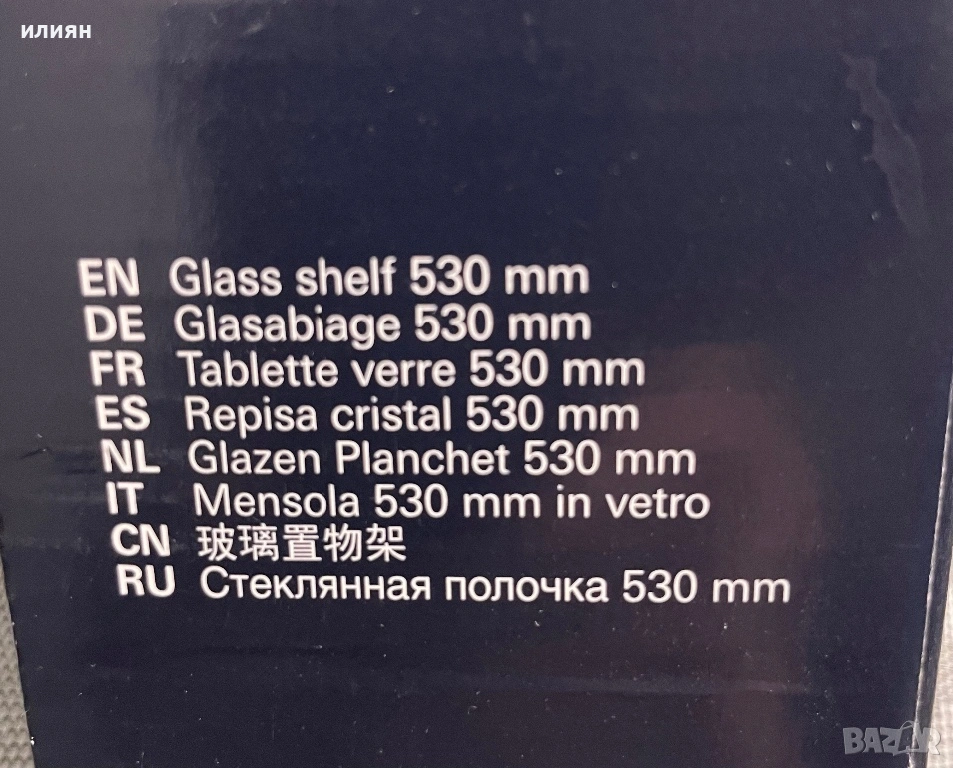 илиян
EN Glass shelf 530 mm
DE Glasabiage 530 mm
FR Tablette verre 530 mm
ES Repisa cristal 530 mm
NL Glazen Planchet 530 mm
IT Mensola 530 mm in vetro
CN 玻璃置物架
RU Стеклянная полочка 530 mm
BAZAR